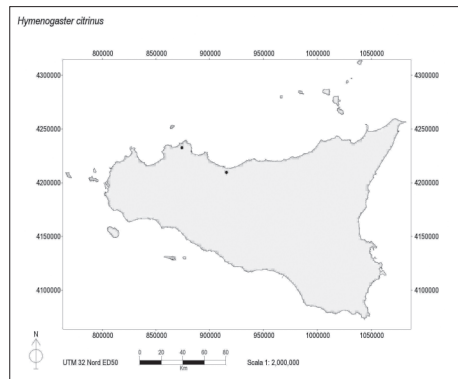 Hymenogaster citrinus
800000 850000 900000 950000 1000000 1050000
4300000 4300000
4250000 4250000
4200000 4200000
4150000 4150000
4100000 4100000
800000 850000 900000 950000 1000000 1050000
N
UTM 32 Nord ED50
0 20 40 60 80
Km
Scala 1: 2,000,000